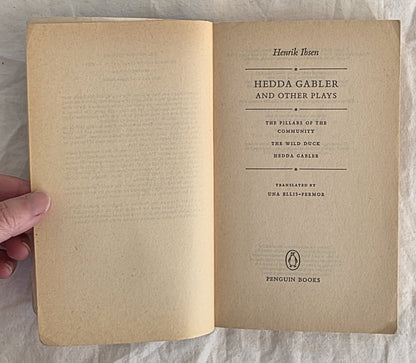 Henrik Ibsen
HEDDA GABLER
AND OTHER PLAYS
THE PILLARS OF THE
COMMUNITY
THE WILD DUCK
HEDDA GABLER
TRANSLATED BY
UNA ELLIS-FERMOR
PENGUIN BOOKS